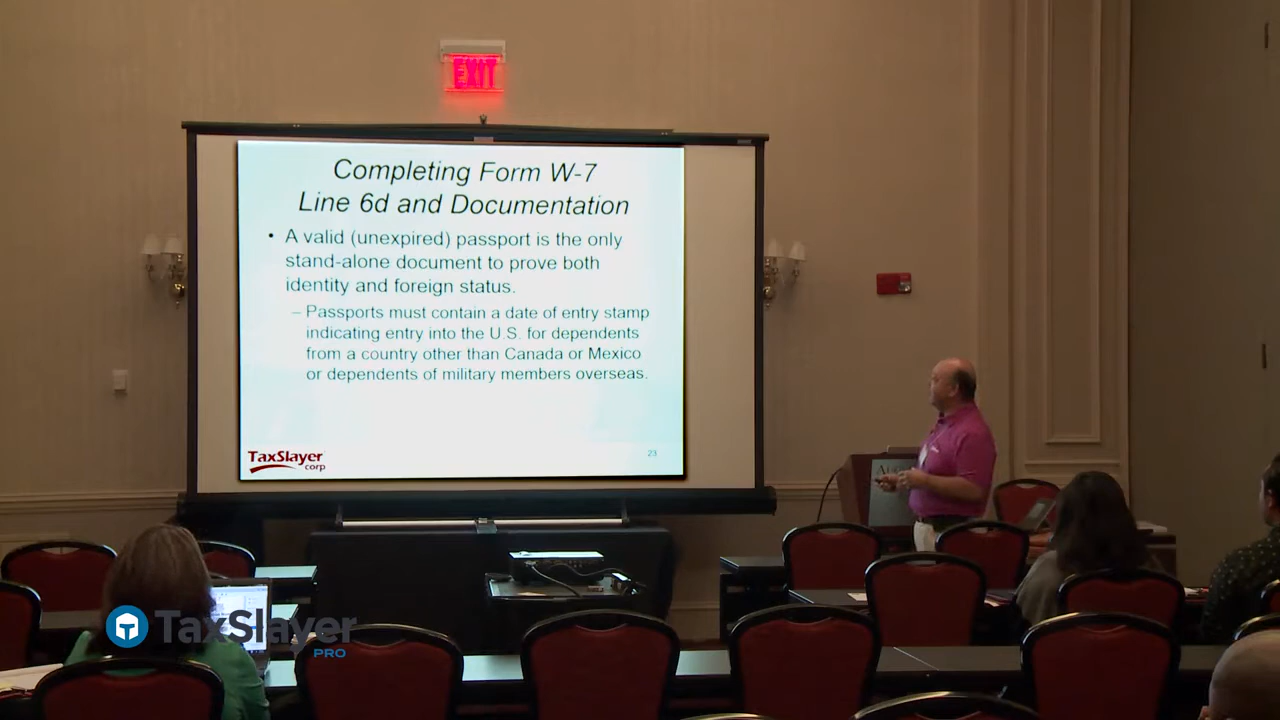 EXIT
Completing Form W-7
Line 6d and Documentation
• A valid (unexpired) passport is the only
stand-alone document to prove both
identity and foreign status.
– Passports must contain a date of entry stamp
indicating entry into the U.S. for dependents
from a country other than Canada or Mexico
or dependents of military members overseas.
TaxSlayer
corp
23
TaxSlayer
PRO